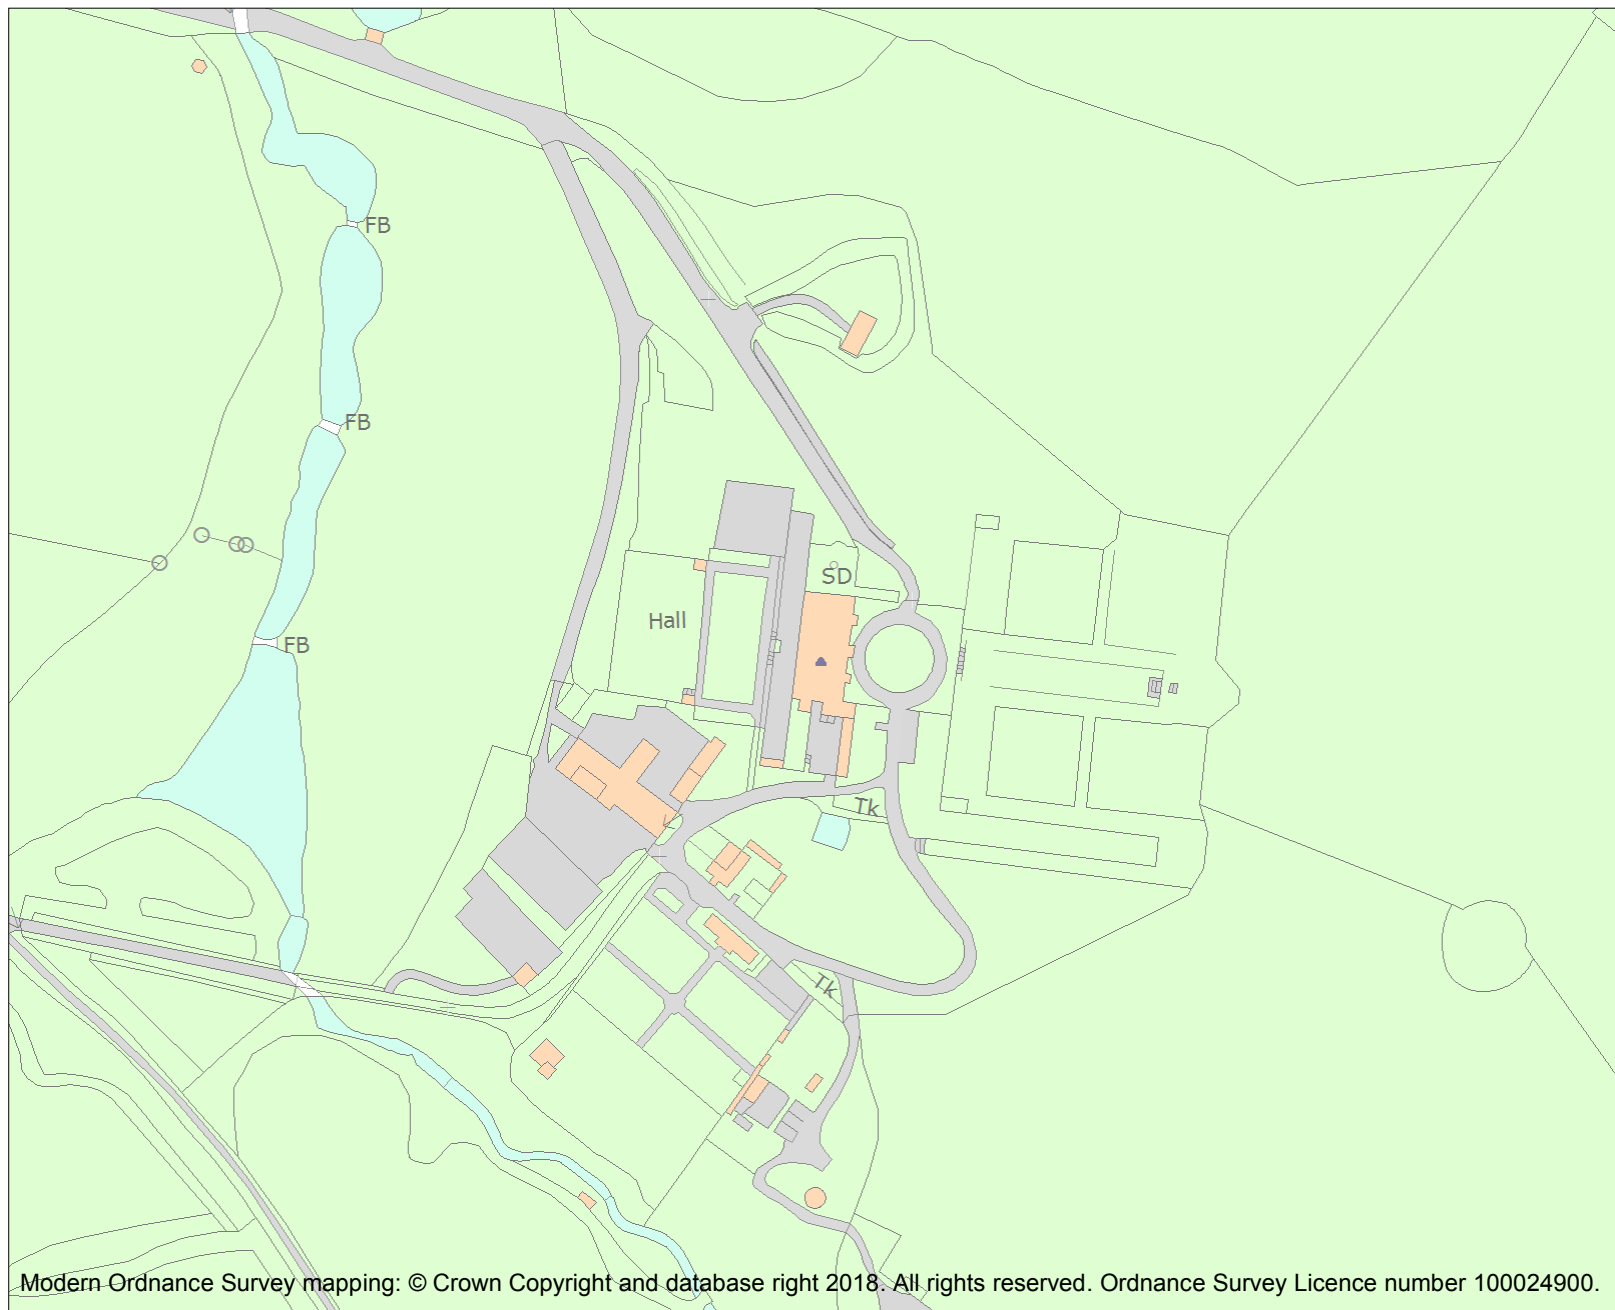 FB
FB
SD
Hall
FB
Tk
Tk
Modern Ordnance Survey mapping: © Crown Copyright and database right 2018. All rights reserved. Ordnance Survey Licence number 100024900.